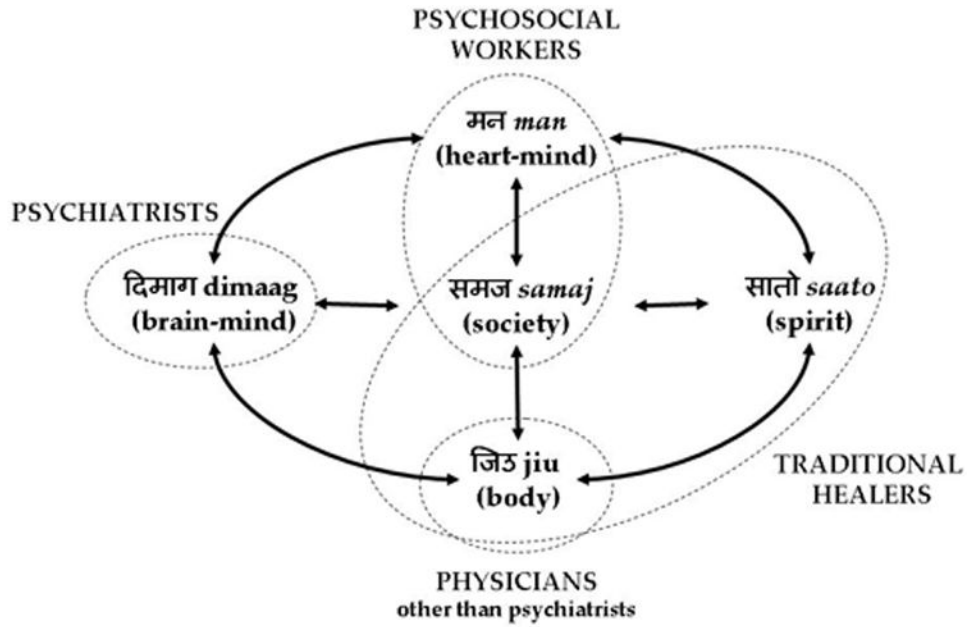 PSYCHOSOCIAL
WORKERS
मन man
(heart-mind)
PSYCHIATRISTS
दिमाग dimaag
(brain-mind)
समज samaj
(society)
सातो saato
(spirit)
जिउ jiu
(body)
TRADITIONAL
HEALERS
PHYSICIANS
other than psychiatrists